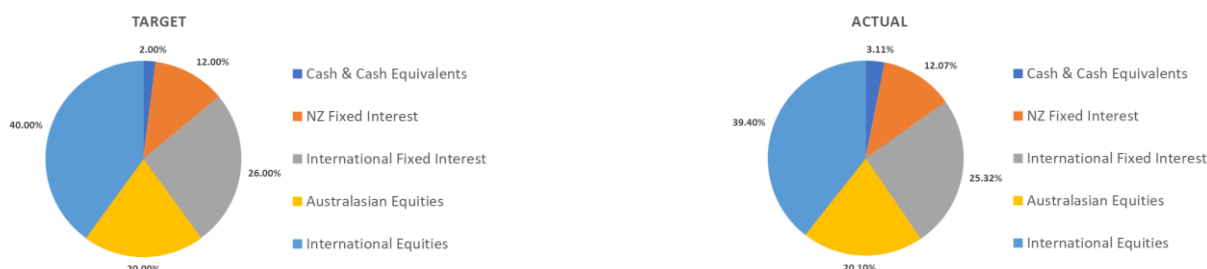 TARGET
2.00%
12.00%
40.00%
26.00%
20.00%
Cash & Cash Equivalents
NZ Fixed Interest
International Fixed Interest
Australasian Equities
International Equities
ACTUAL
3.11%
12.07%
39.40%
25.32%
20.10%
Cash & Cash Equivalents
NZ Fixed Interest
International Fixed Interest
Australasian Equities
International Equities